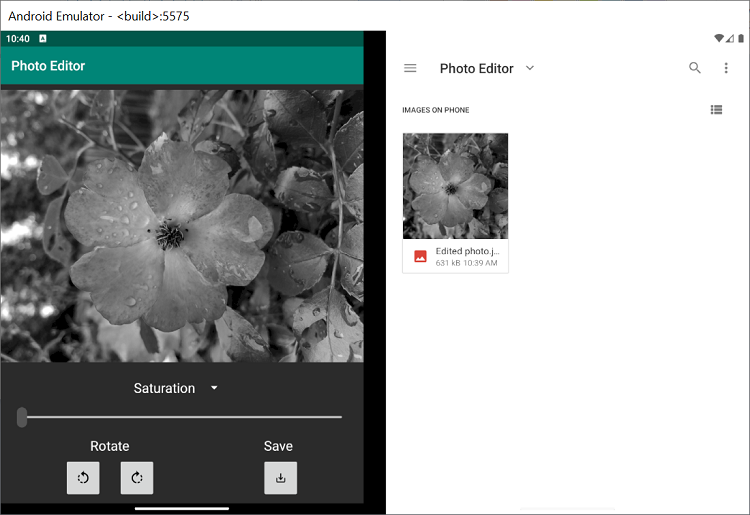 Android Emulator - <build>:5575
10:40 A
Photo Editor
Saturation
Rotate
Save
Photo Editor
IMAGES ON PHONE
Edited photo.j...
631 kB 10:39 AM